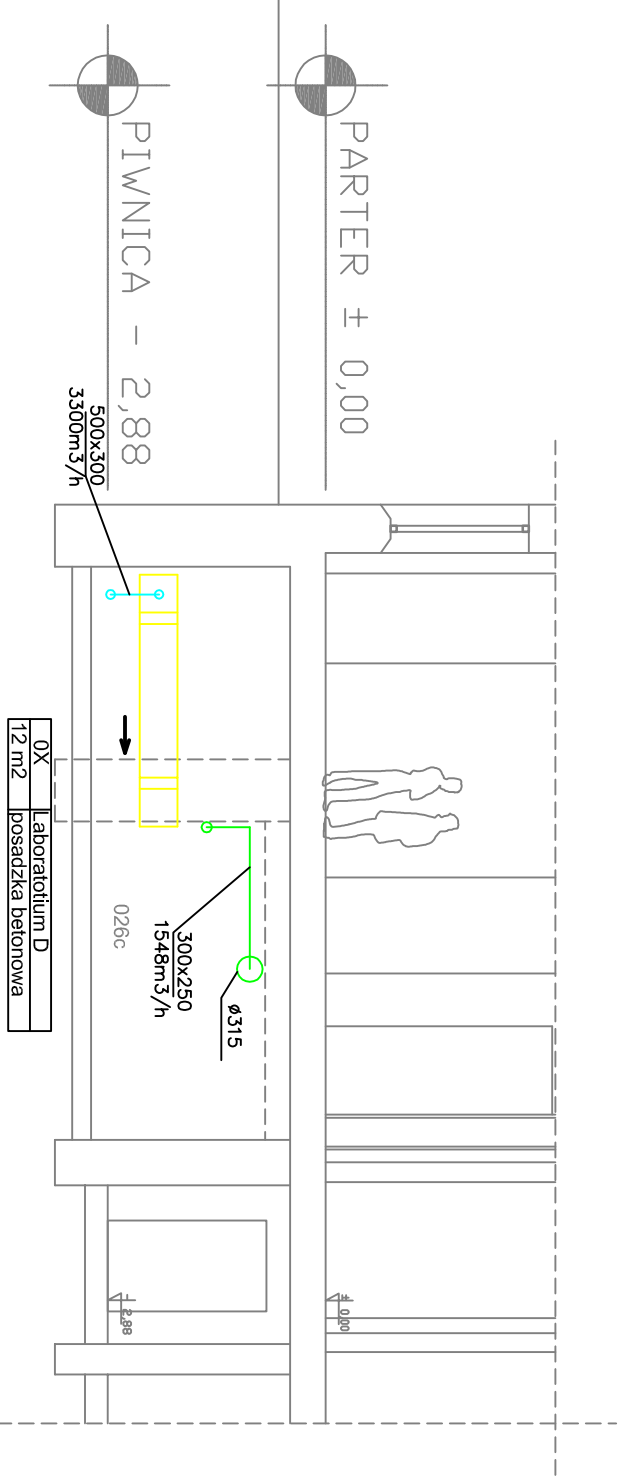 PARTER ± 0,00
PIWNICA - 2,88
500x300
3300m3/h
300x250
1548m3/h
ø315
026c
± 0,00
- 2,88
0X Laboratotium D
12 m2 posadzka betonowa